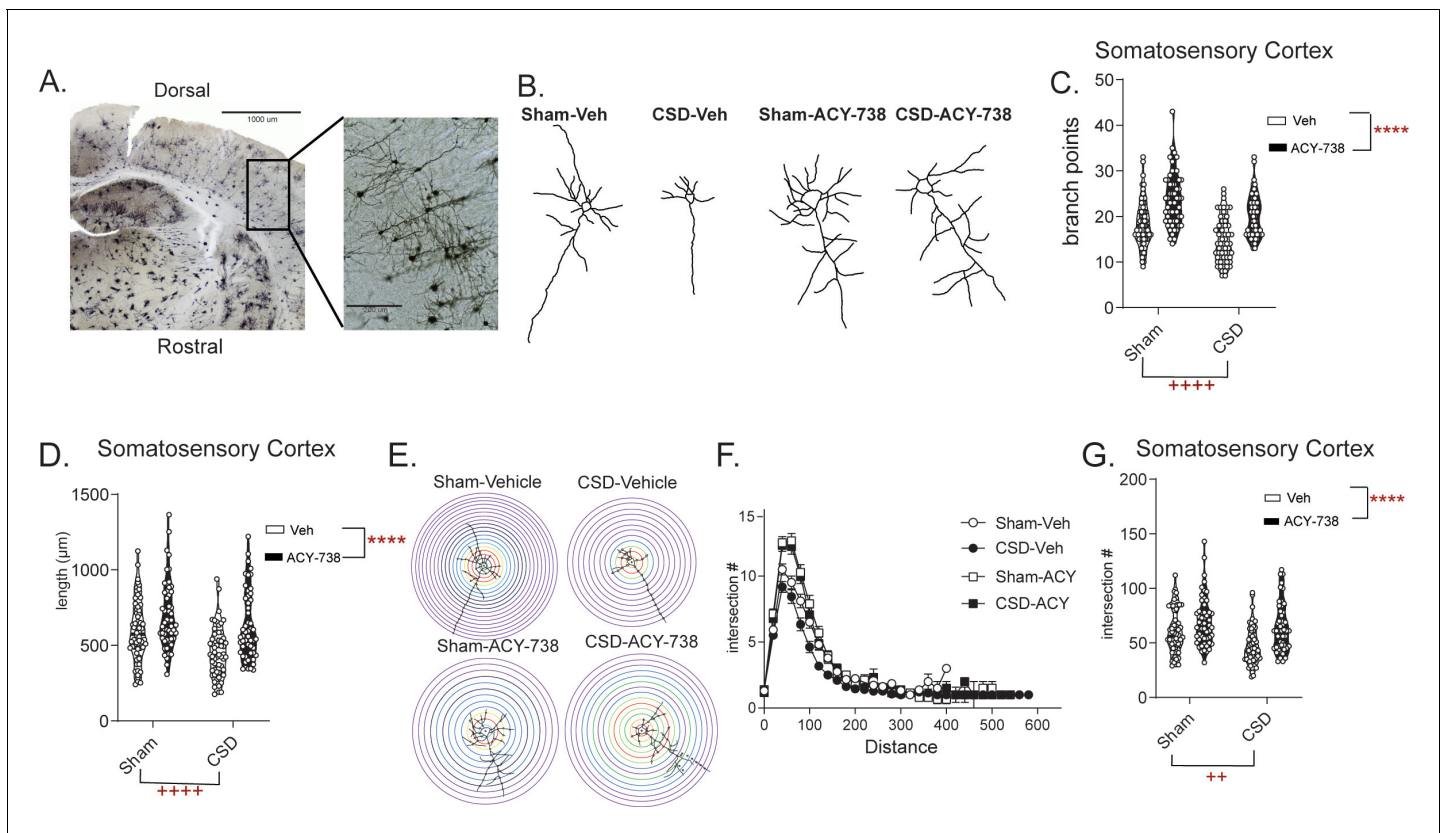 A.
Dorsal
1000 um
Rostral
200 um
B.
Sham-Veh CSD-Veh Sham-ACY-738 CSD-ACY-738
Somatosensory Cortex
C.
50
40
30
20
10
0
branch points
Veh
ACY-738
****
Sham
CSD
++++
D.
Somatosensory Cortex
1500
1000
500
0
length (µm)
Veh
ACY-738
****
Sham
CSD
++++
E.
Sham-Vehicle CSD-Vehicle
Sham-ACY-738 CSD-ACY-738
F.
15
10
5
0
intersection #
0 100 200 300 400 500 600
Distance
Sham-Veh
CSD-Veh
Sham-ACY
CSD-ACY
G.
Somatosensory Cortex
200
150
100
50
0
intersection #
Veh
ACY-738
****
Sham
CSD
++